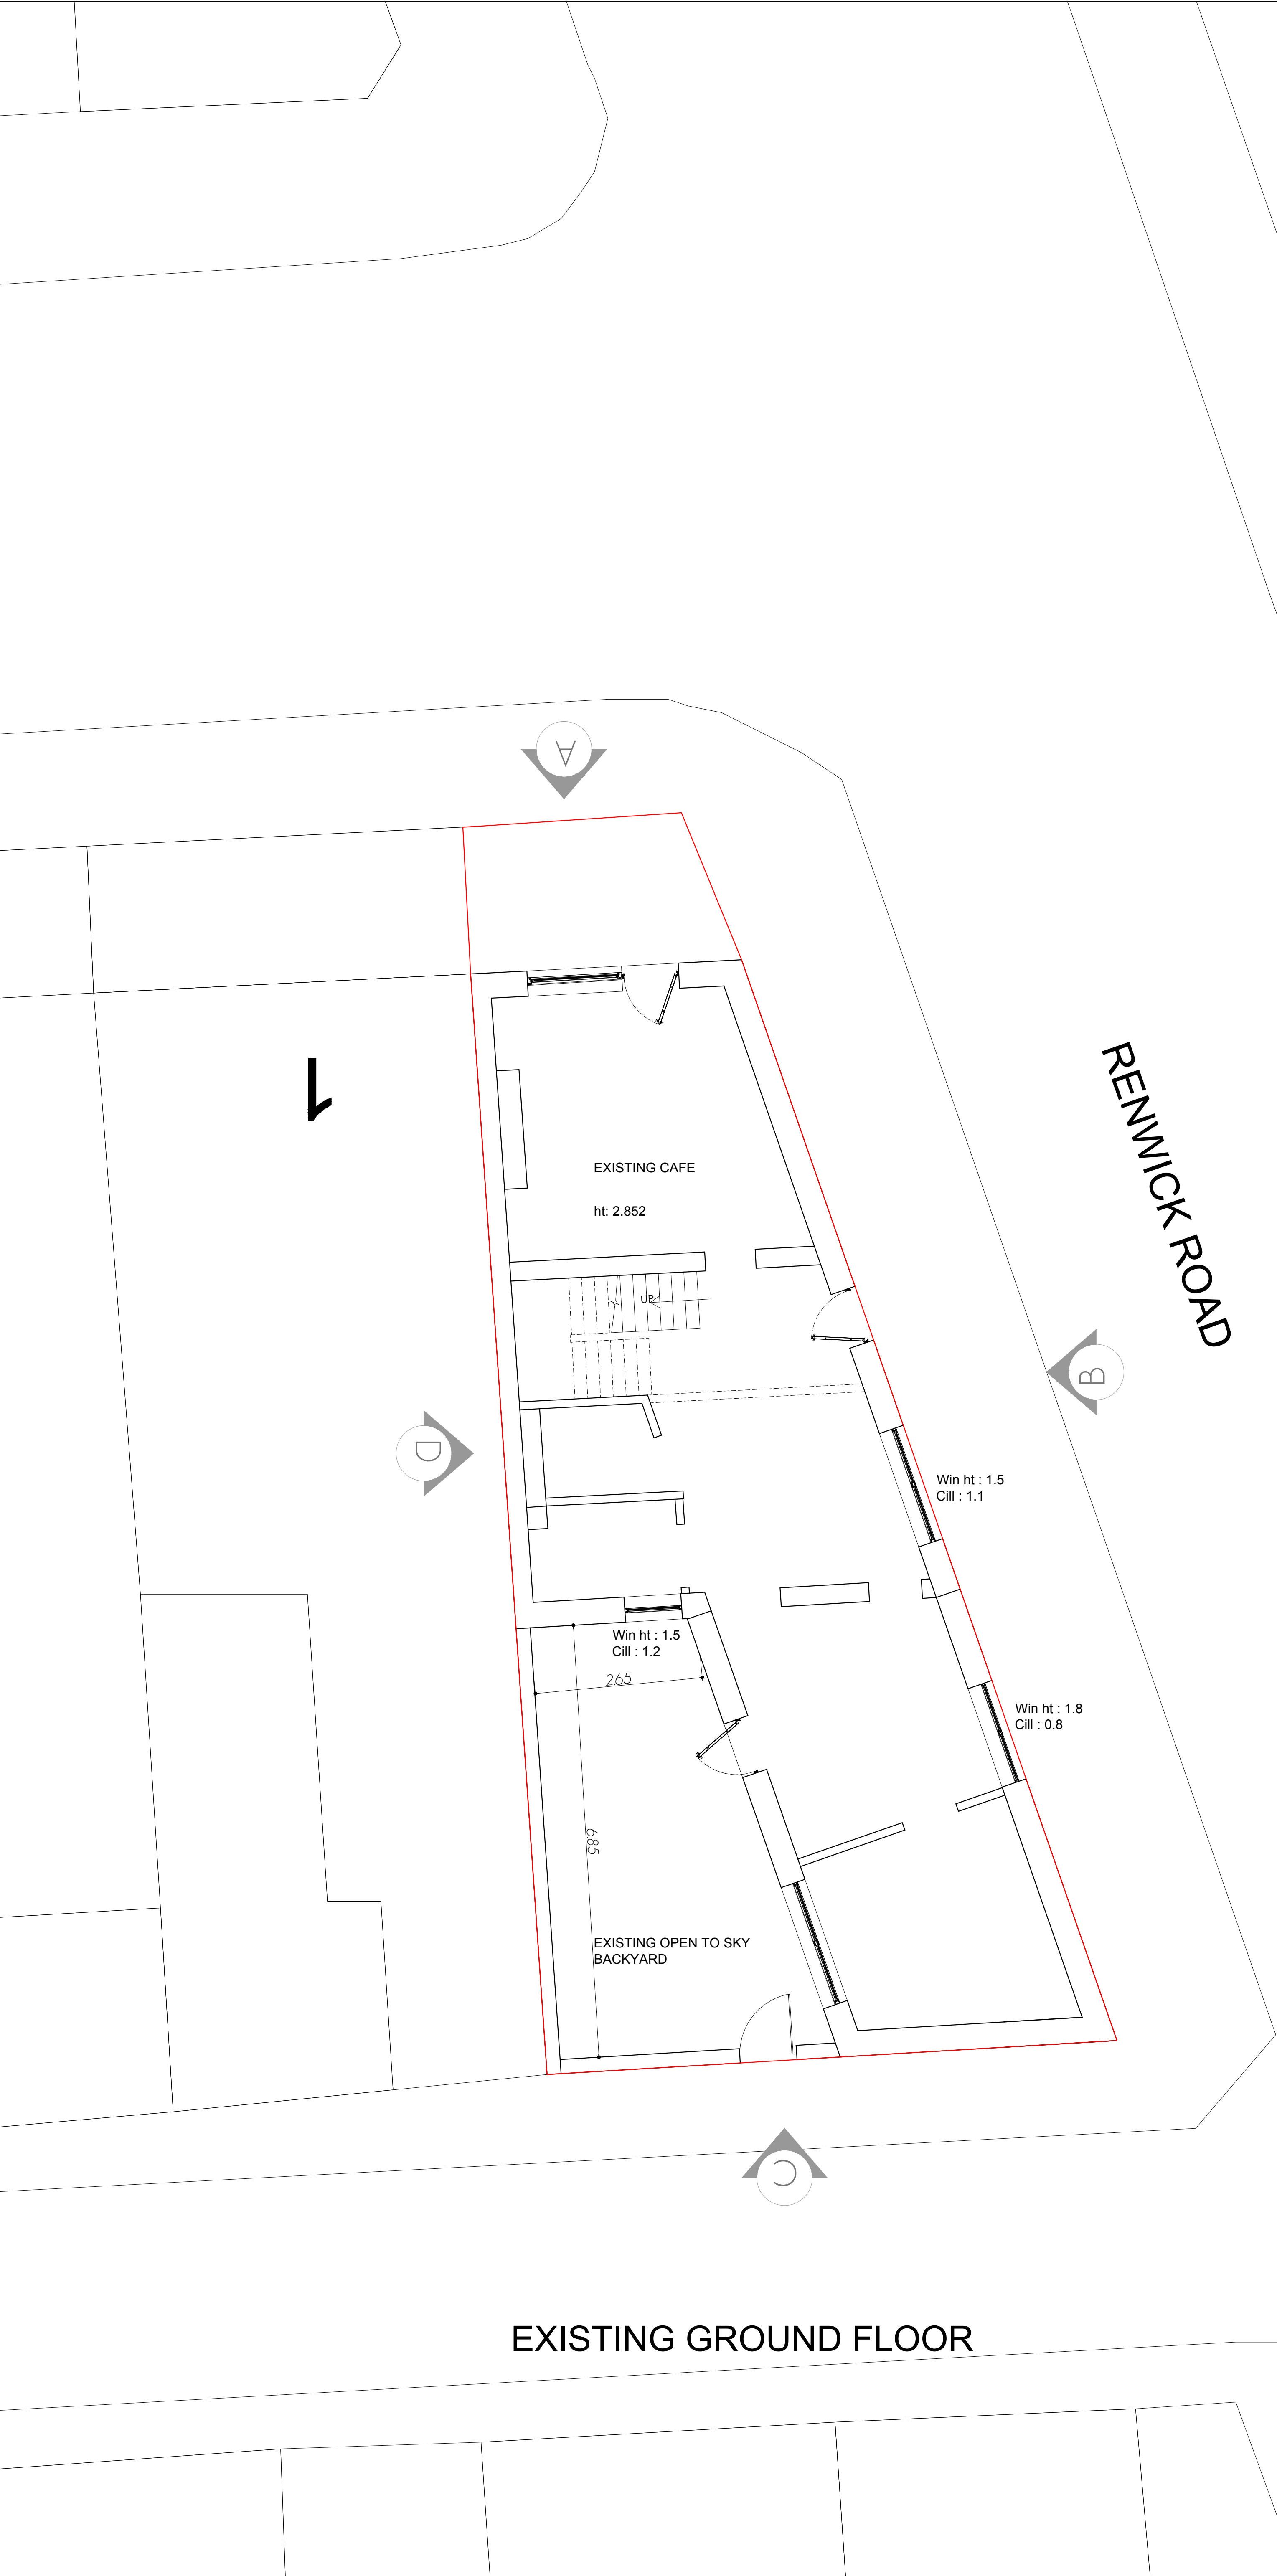 A
1
EXISTING CAFE
ht: 2.852
RENWICK ROAD
UP
B
D
Win ht : 1.5
Cill : 1.1
Win ht : 1.5
Cill : 1.2
265
Win ht : 1.8
Cill : 0.8
685
EXISTING OPEN TO SKY
BACKYARD
C
EXISTING GROUND FLOOR